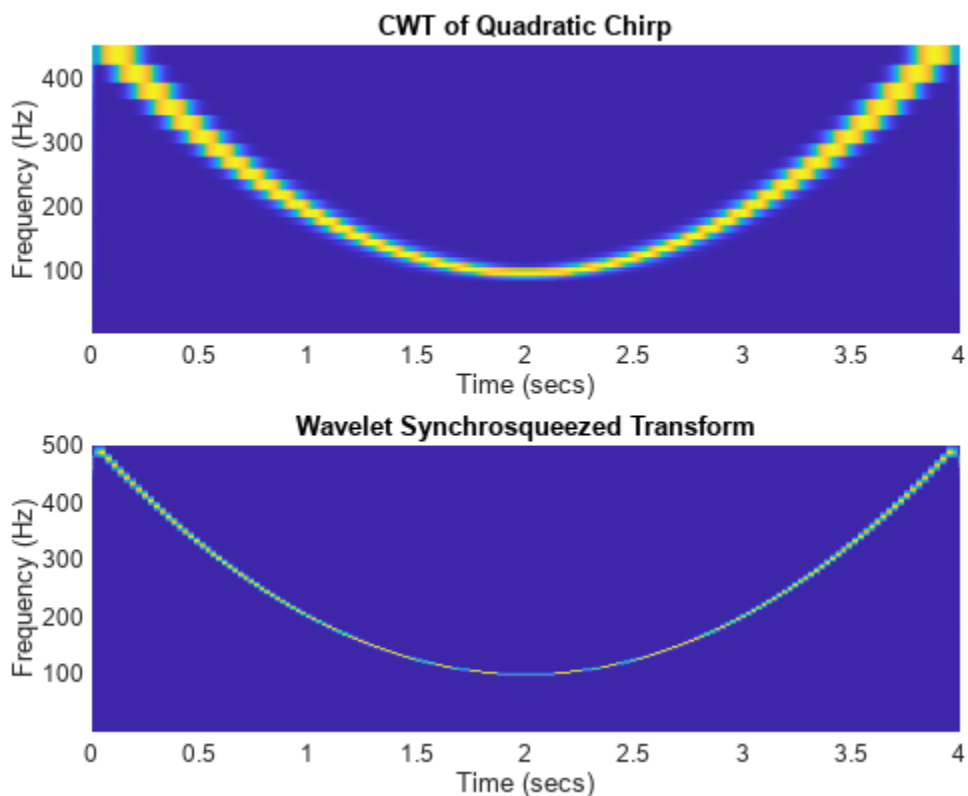 CWT of Quadratic Chirp
400
300
200
100
Frequency (Hz)
0 0.5 1 1.5 2 2.5 3 3.5 4
Time (secs)
Wavelet Synchrosqueezed Transform
500
400
300
200
100
Frequency (Hz)
0 0.5 1 1.5 2 2.5 3 3.5 4
Time (secs)